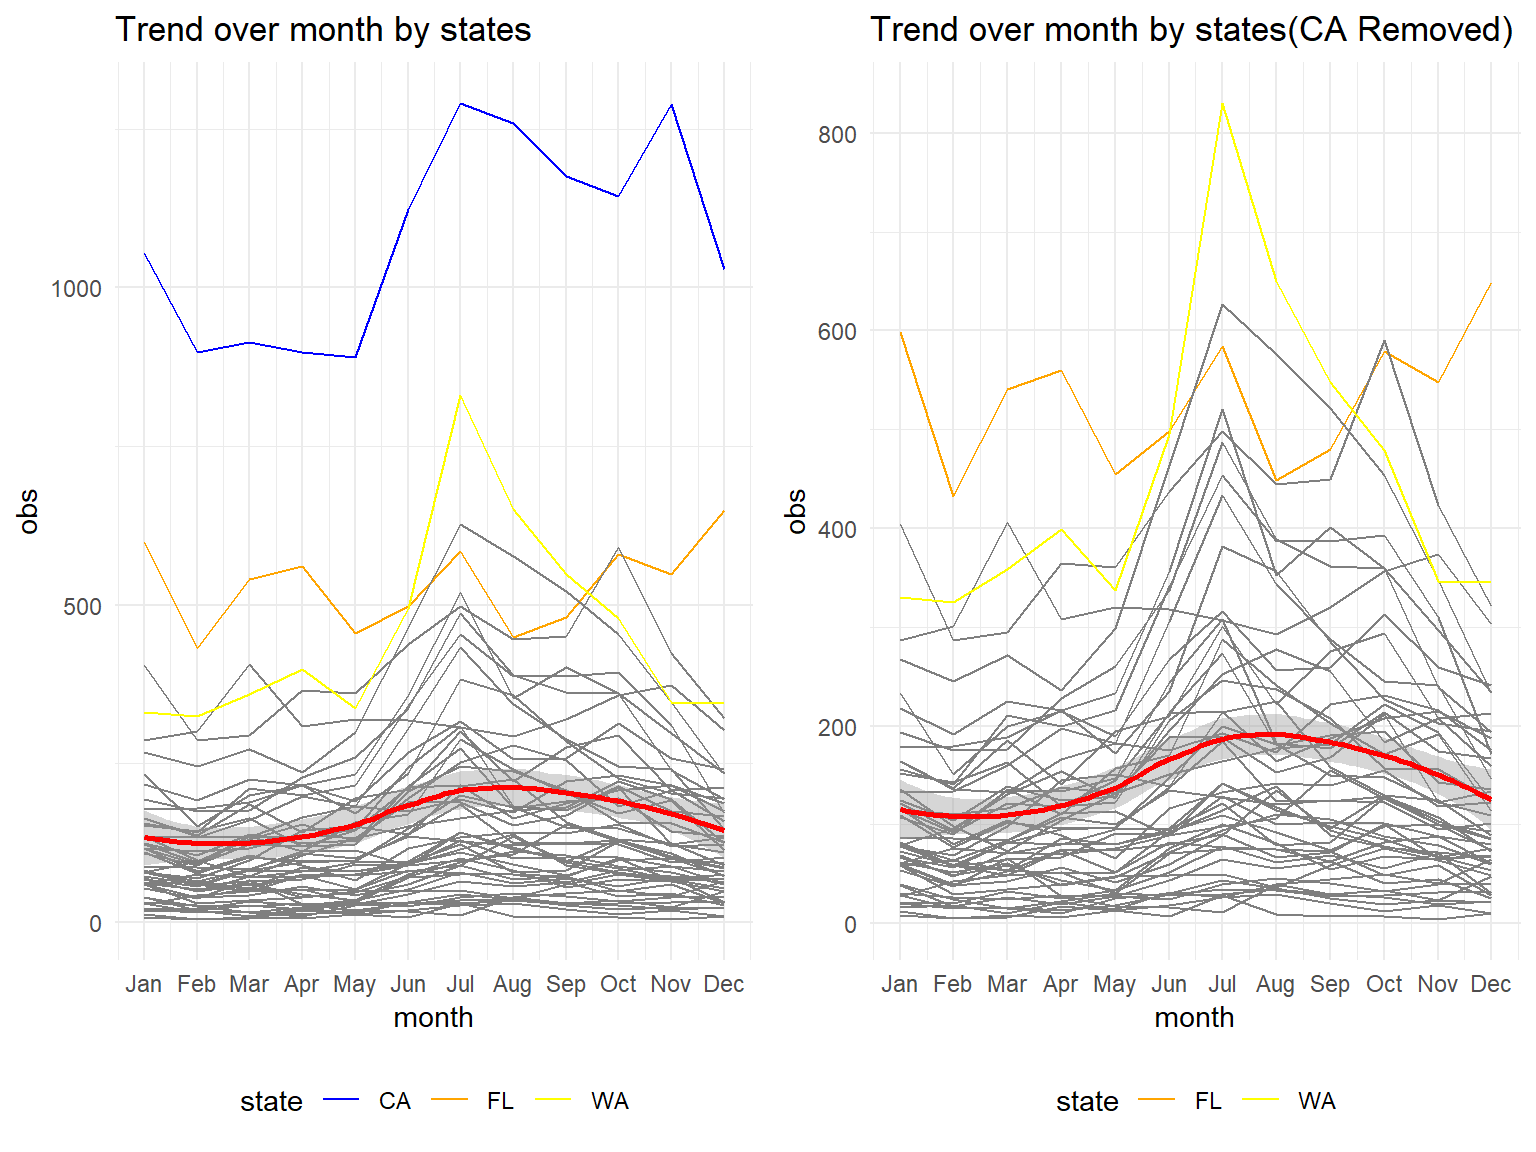 Trend over month by states
obs
1000
500
0
Jan Feb Mar Apr May Jun Jul Aug Sep Oct Nov Dec
month
state CA FL WA
Trend over month by states(CA Removed)
obs
800
600
400
200
0
Jan Feb Mar Apr May Jun Jul Aug Sep Oct Nov Dec
month
state FL WA